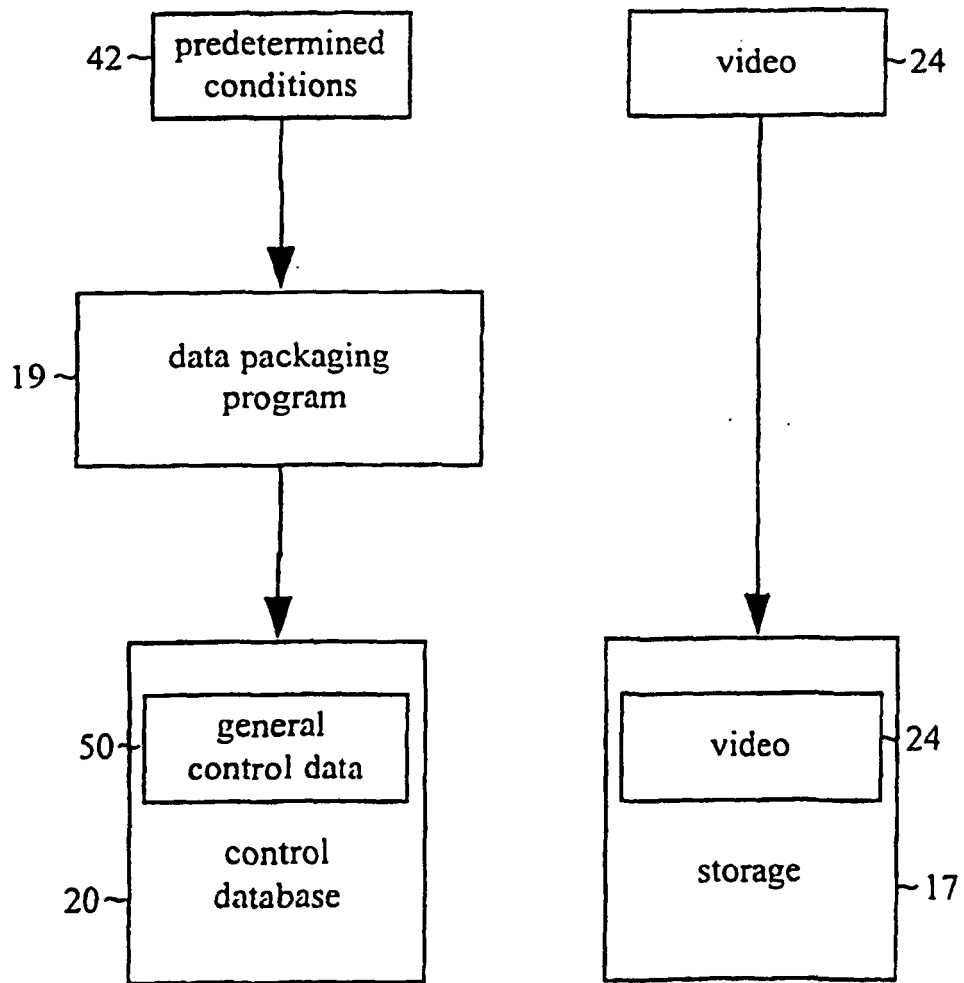 42
predetermined
conditions
video
24
19
data packaging
program
50
general
control data
control
database
20
video
24
storage
17